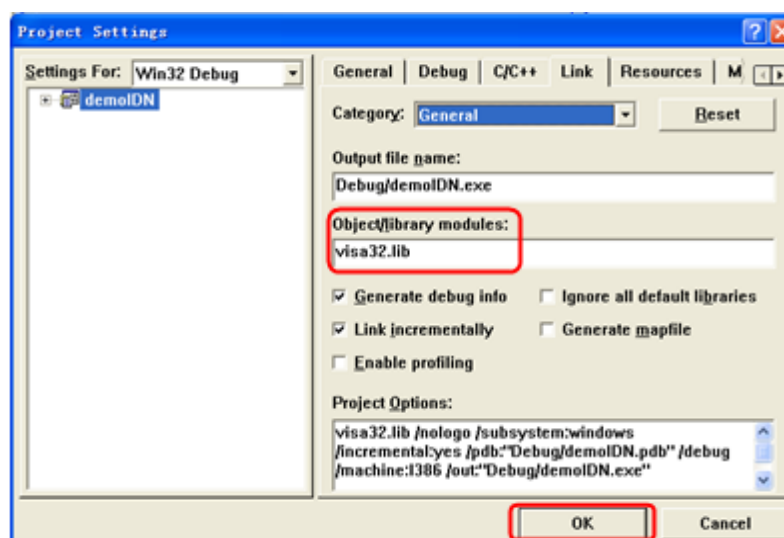 Project Settings
Settings For: Win32 Debug
demoIDN
General Debug C/C++ Link Resources M
Category: General Reset
Output file name:
Debug/demoIDN.exe
Object/library modules:
visa32.lib
Generate debug info Ignore all default libraries
Link incrementally Generate mapfile
Enable profiling
Project Options:
visa32.lib /nologo /subsystem:windows
/incremental:yes /pdb:"Debug/demoIDN.pdb" /debug
/machine:I386 /out:"Debug/demoIDN.exe"
OK Cancel